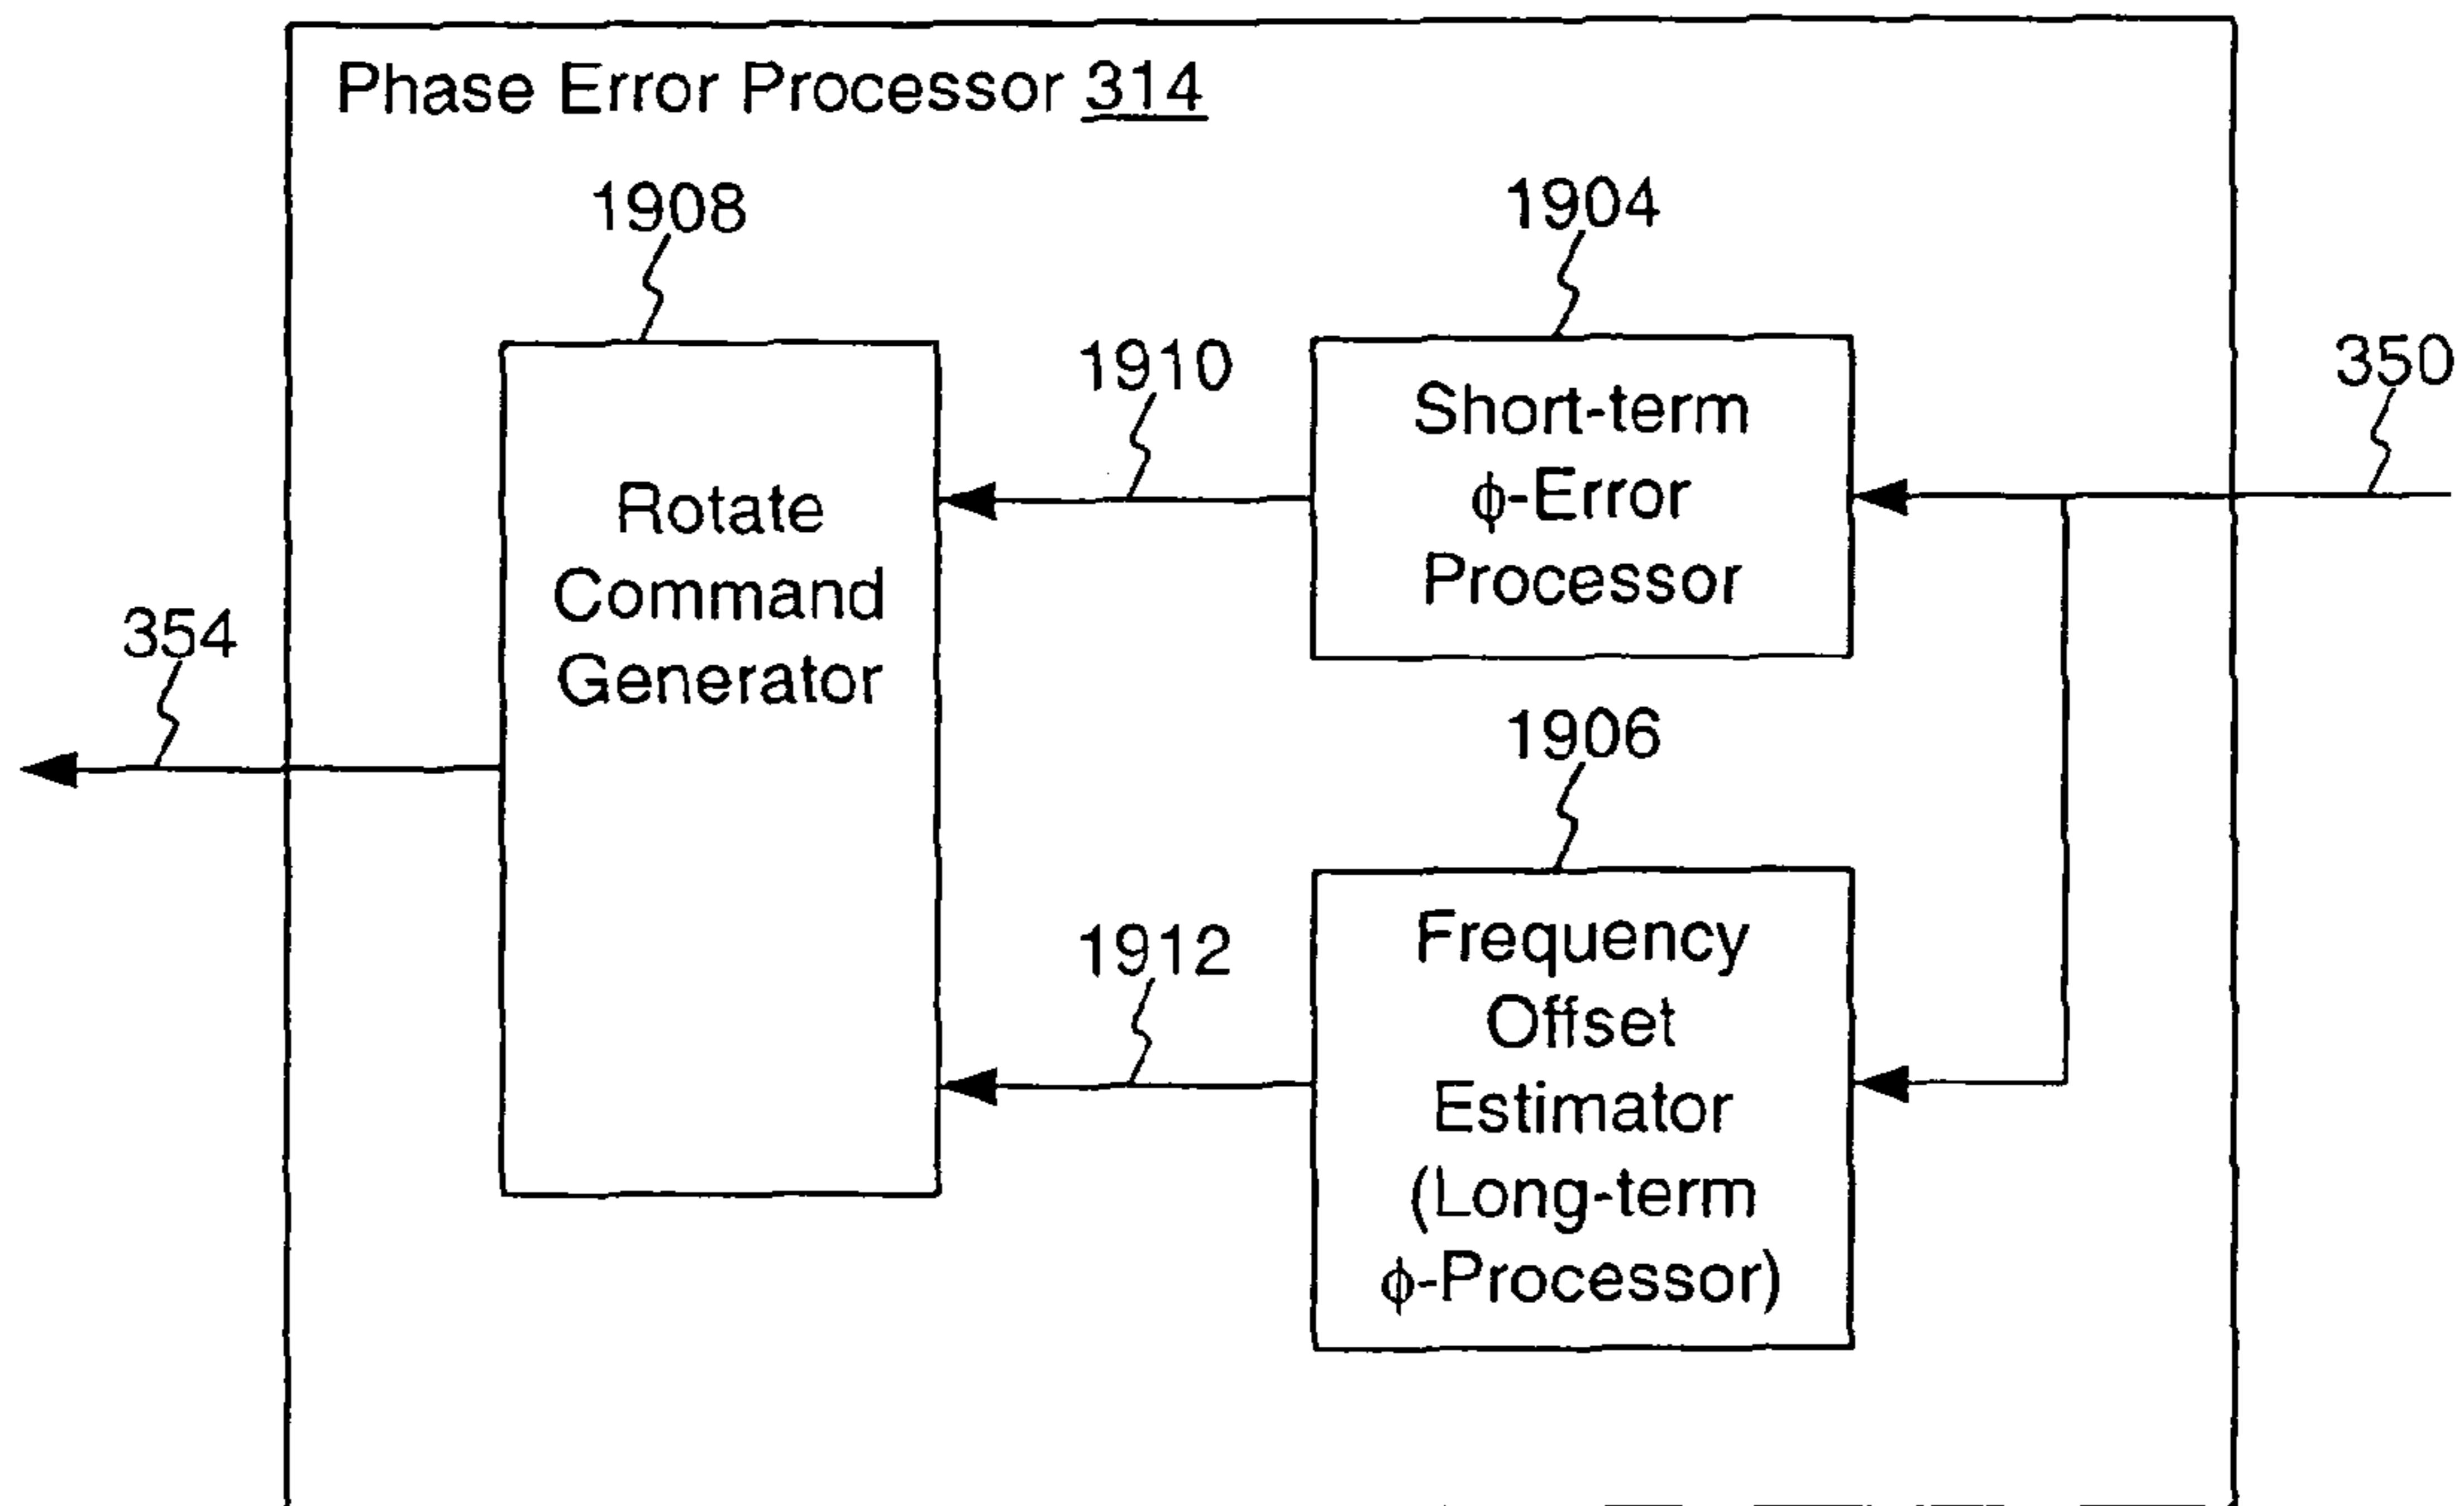 Phase Error Processor 314
1908
1904
1910
350
Short-term
ϕ-Error
Processor
Rotate
Command
Generator
354
1906
1912
Frequency
Offset
Estimator
(Long-term
ϕ-Processor)